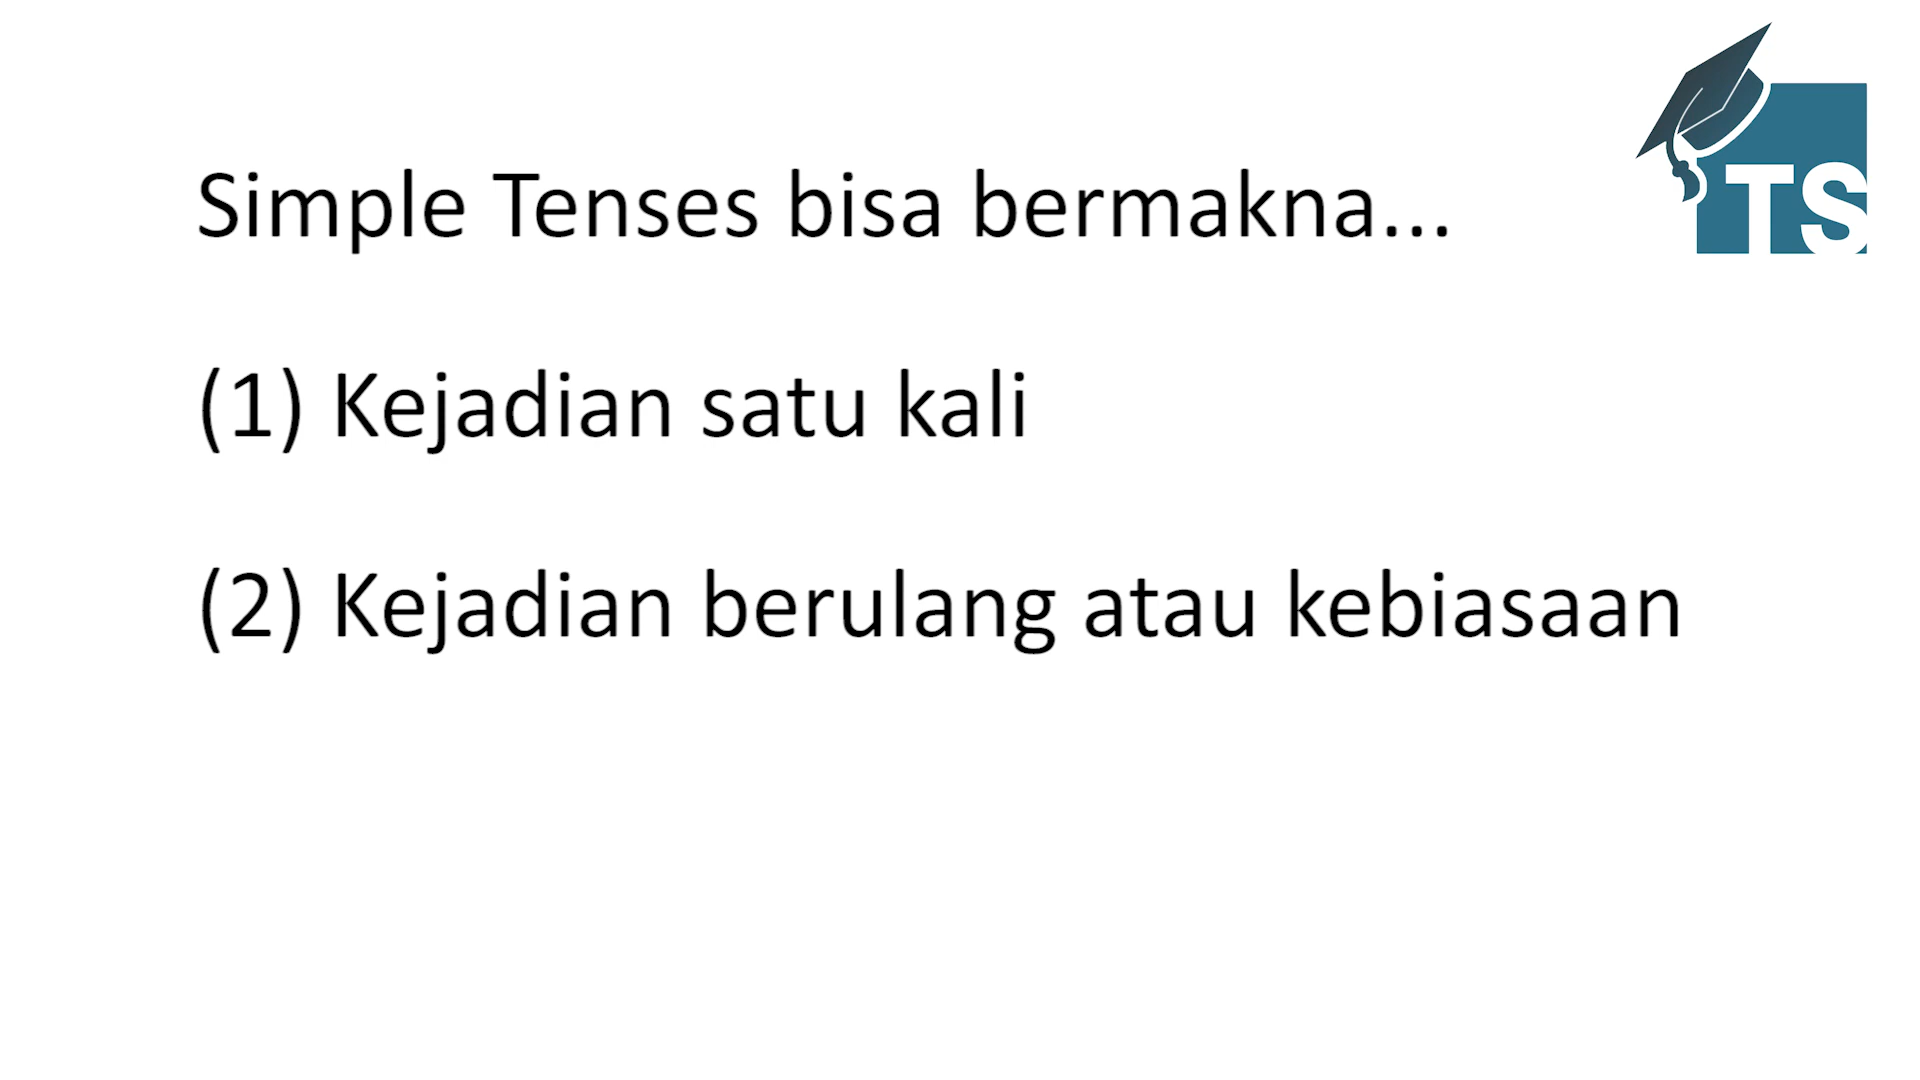 Simple Tenses bisa bermakna...
TS
(1) Kejadian satu kali
(2) Kejadian berulang atau kebiasaan